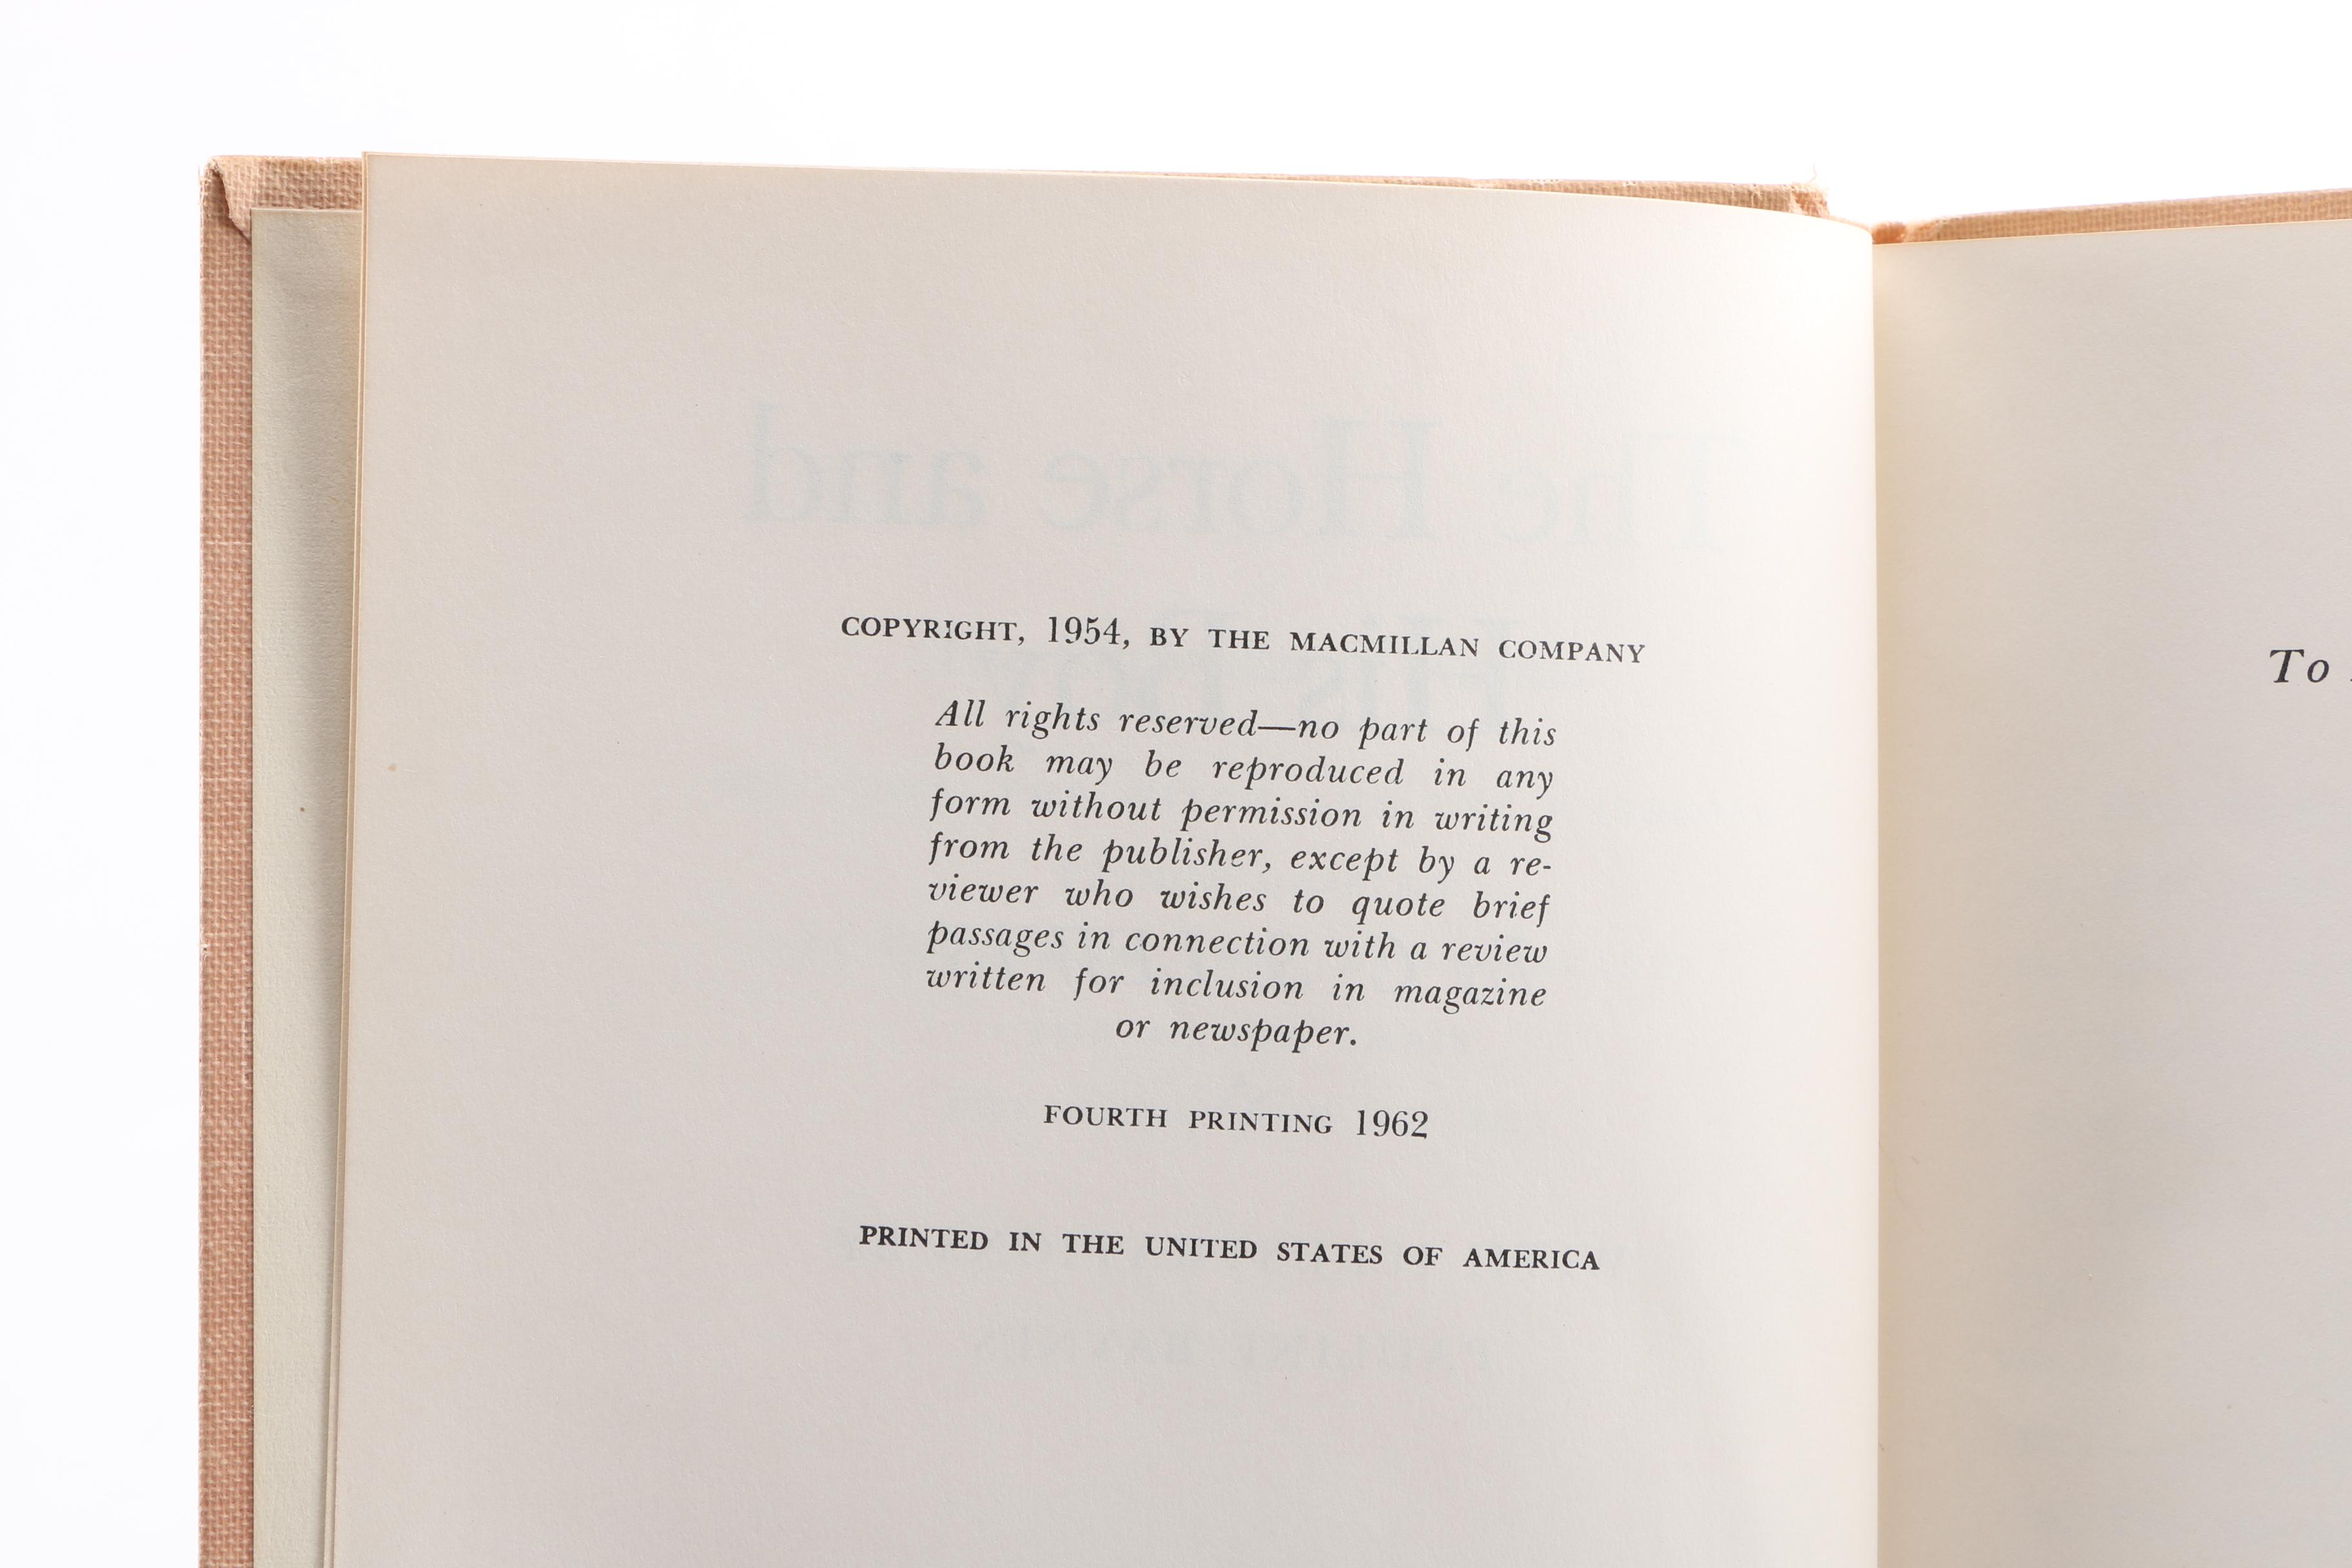 The Horse and
COPYRIGHT, 1954, BY THE MACMILLAN COMPANY
All rights reserved—no part of this
book may be reproduced in any
form without permission in writing
from the publisher, except by a re-
viewer who wishes to quote brief
passages in connection with a review
written for inclusion in magazine
or newspaper.
FOURTH PRINTING 1962
PRINTED IN THE UNITED STATES OF AMERICA
To